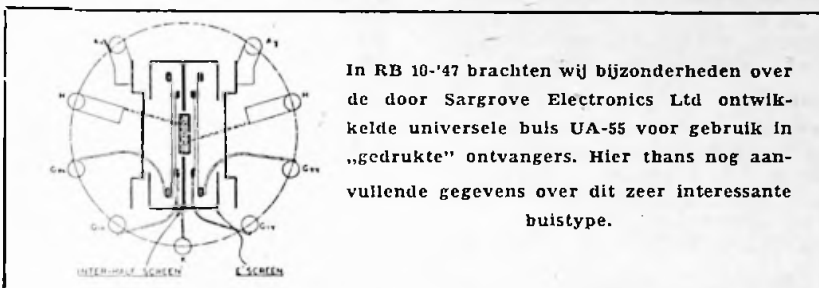 In RB 10-'47 brachten wij bijzonderheden over
de door Sargrove Electronics Ltd ontwik-
kelde universele buis UA-55 voor gebruik in
„gedrukte” ontvangers. Hier thans nog aan-
vullende gegevens over dit zeer interessante
buistype.
H
H
K
INTER-HALF SCREEN
E SCREEN